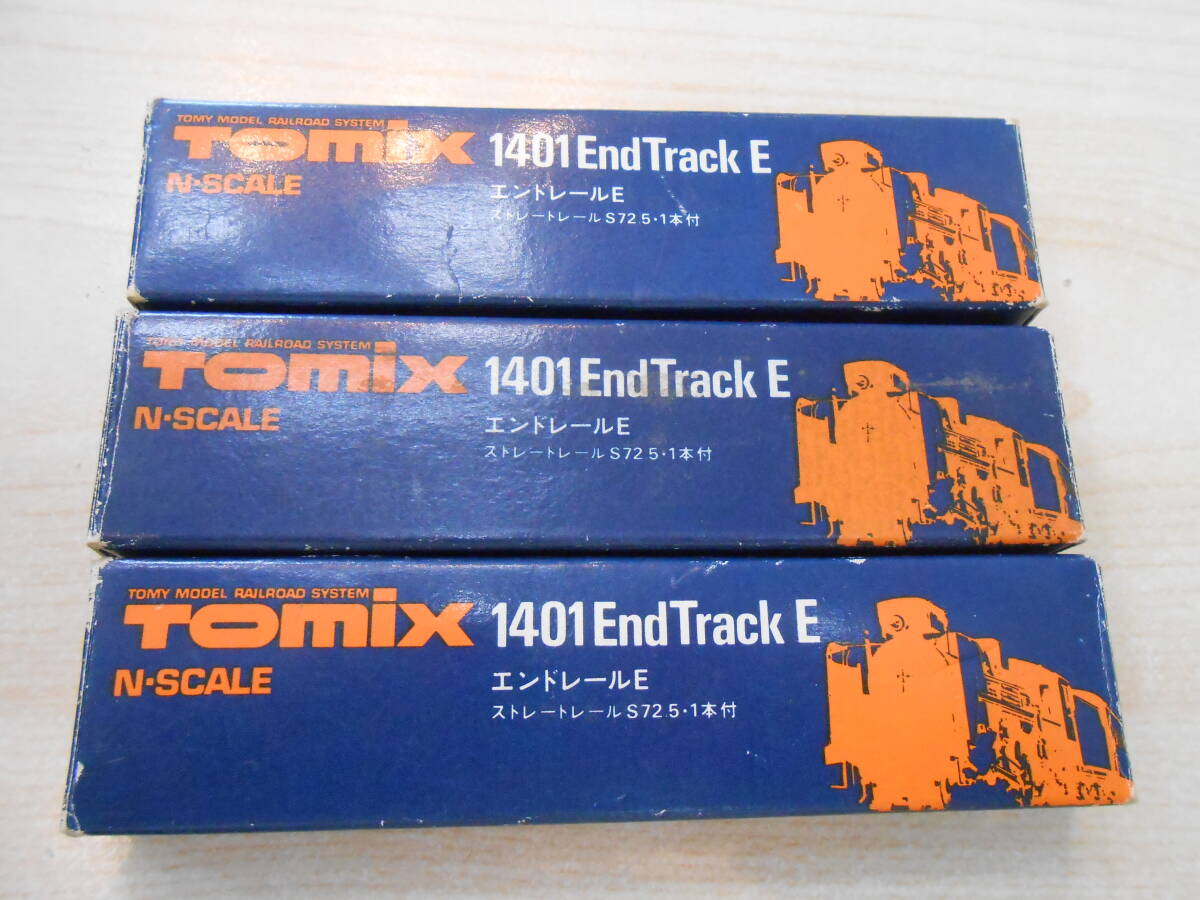 TOMY MODEL RAILROAD SYSTEM
TOMIX 1401 End Track E
N・SCALE
エンドレールE
ストレートレールS72.5・1本付
TOMY MODEL RAILROAD SYSTEM
TOMIX 1401 End Track E
N・SCALE
エンドレールE
ストレートレールS72.5・1本付
TOMY MODEL RAILROAD SYSTEM
TOMIX 1401 End Track E
N・SCALE
エンドレールE
ストレートレールS72.5・1本付